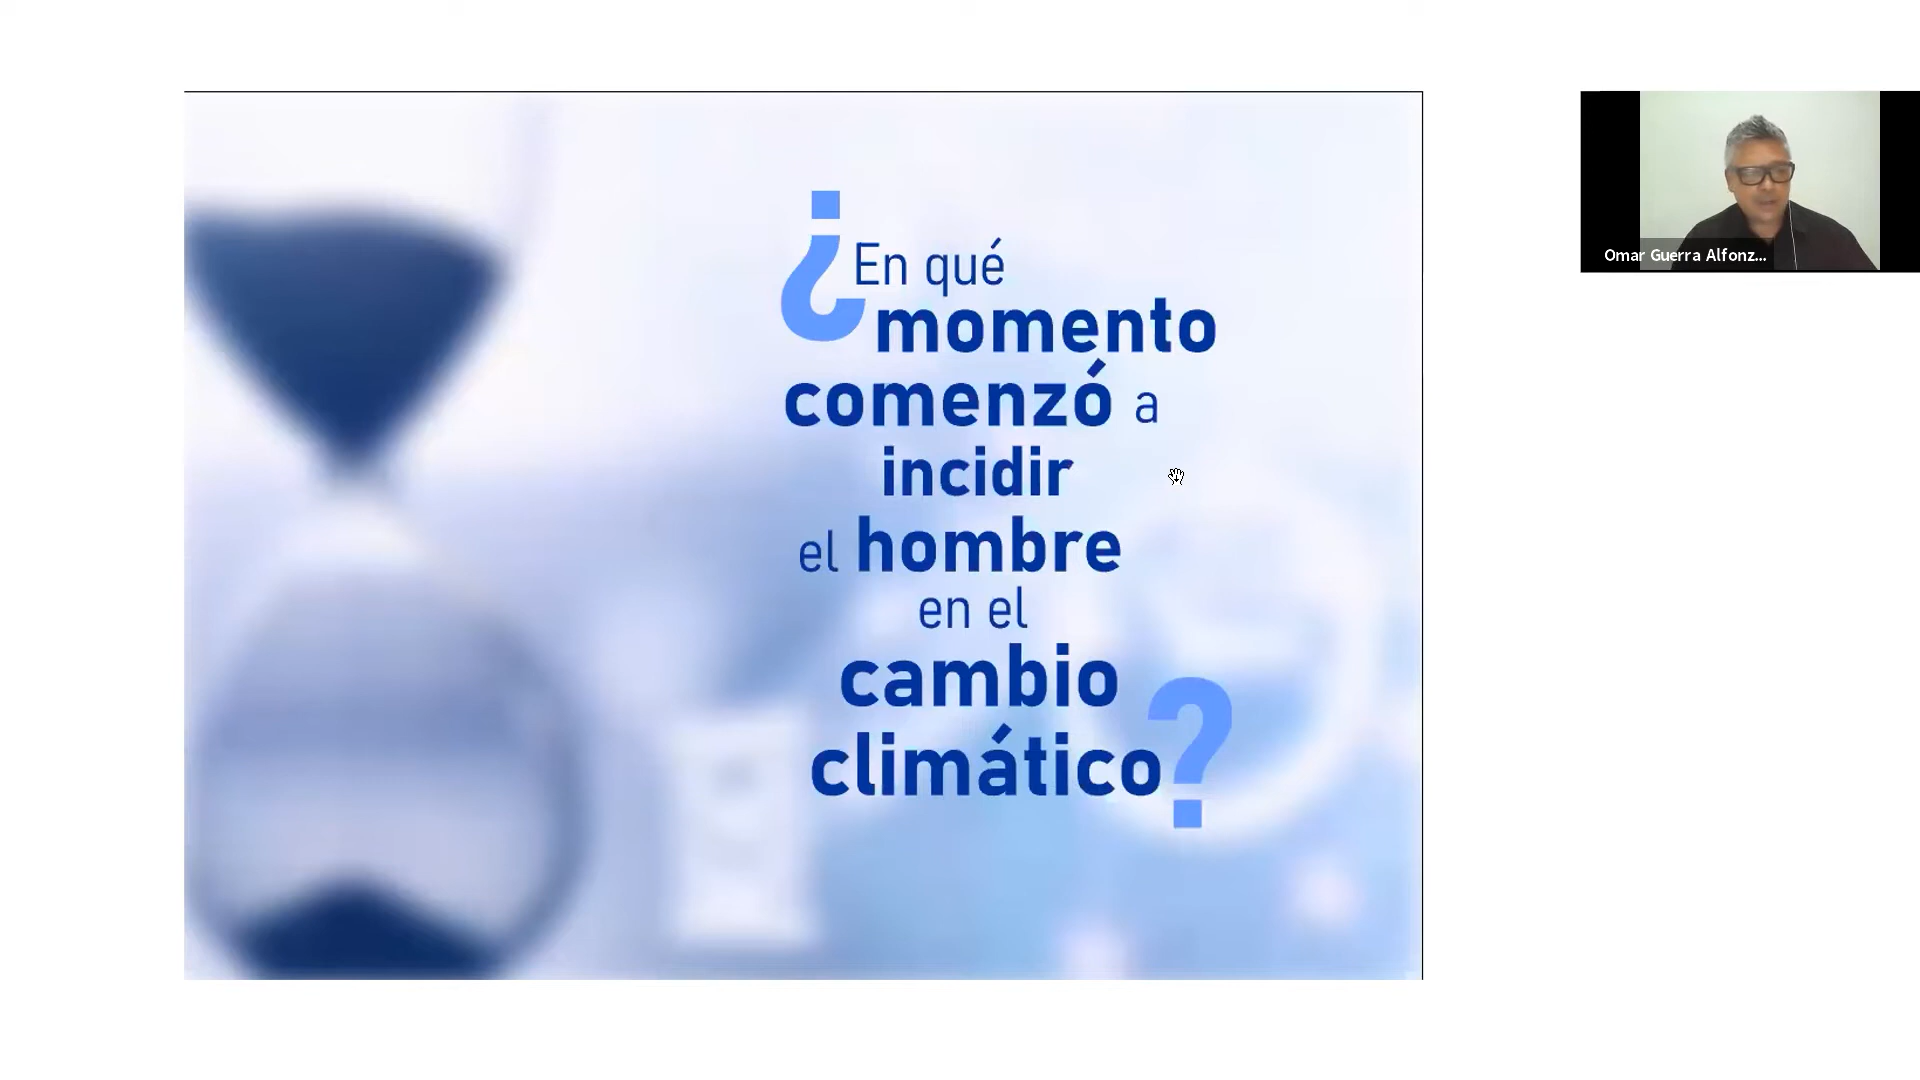 ¿En qué
momento
comenzó a
incidir
el hombre
en el
cambio
climático?
Omar Guerra Alfonz...